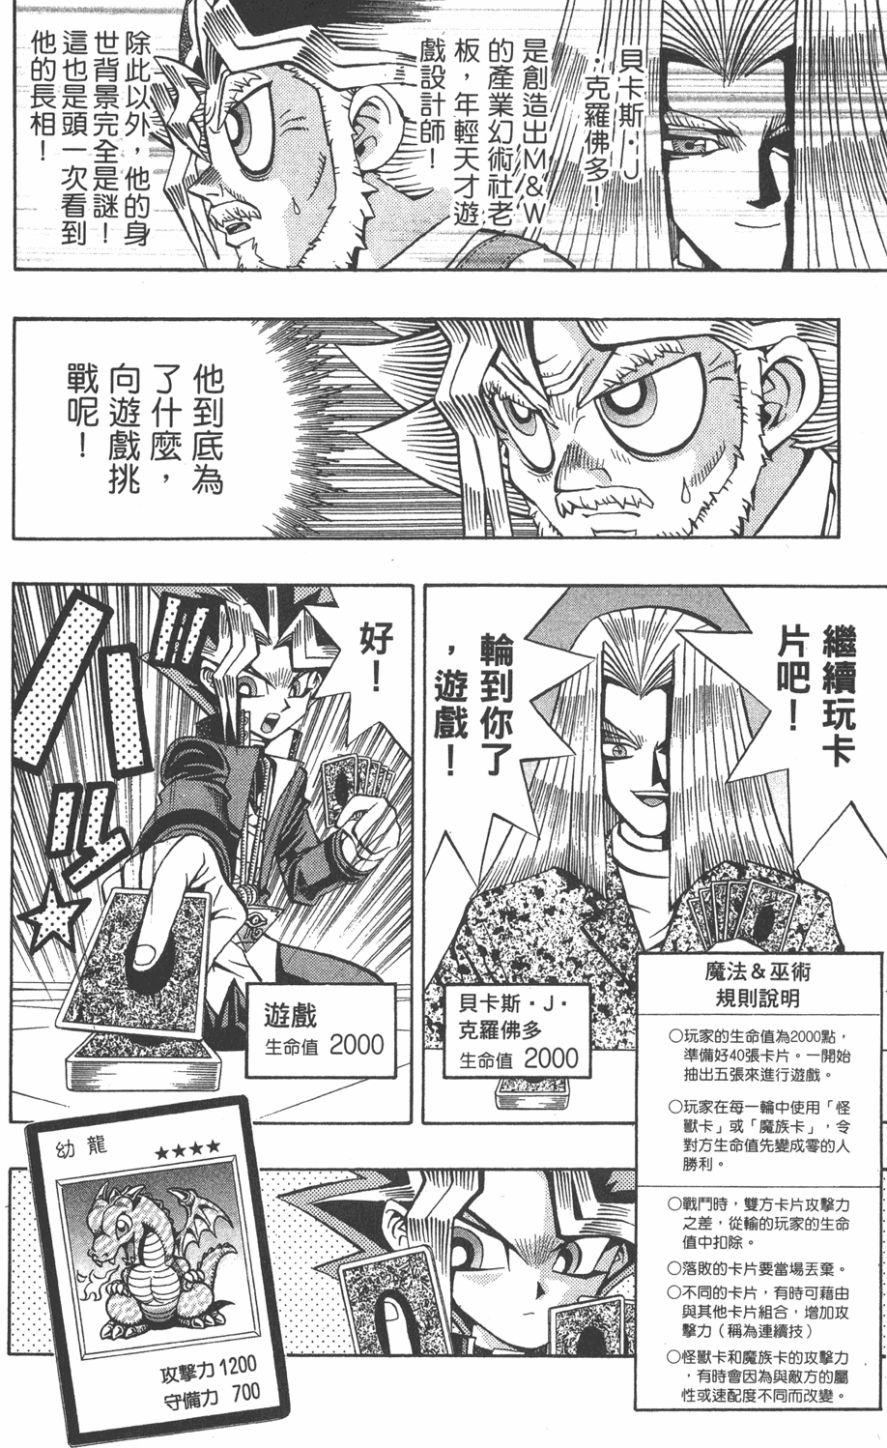 貝卡斯・J
・克羅佛多！
是創造出M&W
的產業幻術社老
板，年輕天才遊
戲設計師！
除此以外，他的身
世背景完全是謎！
這也是頭一次看到
他的長相！
他到底為
了什麼，
向遊戲挑
戰呢！
繼續玩卡
片吧！
輪到你了
，遊戲！
貝卡斯・J・
克羅佛多
生命值 2000
好！
遊戲
生命值 2000
魔法＆巫術
規則說明
○玩家的生命值為2000點，
準備好40張卡片。一開始
抽出五張來進行遊戲。
○玩家在每一輪中使用「怪
獸卡」或「魔族卡」，令
對方生命值先變成零的人
勝利。
○戰鬥時，雙方卡片攻擊力
之差，從輸的玩家的生命
值中扣除。
○落敗的卡片要當場丟棄。
○不同的卡片，有時可藉由
與其他卡片組合，增加攻
擊力（稱為連續技）
○怪獸卡和魔族卡的攻擊力
，有時會因為與敵方的屬
性或速配度不同而改變。
幼龍
★★★★
攻擊力 1200
守備力 700